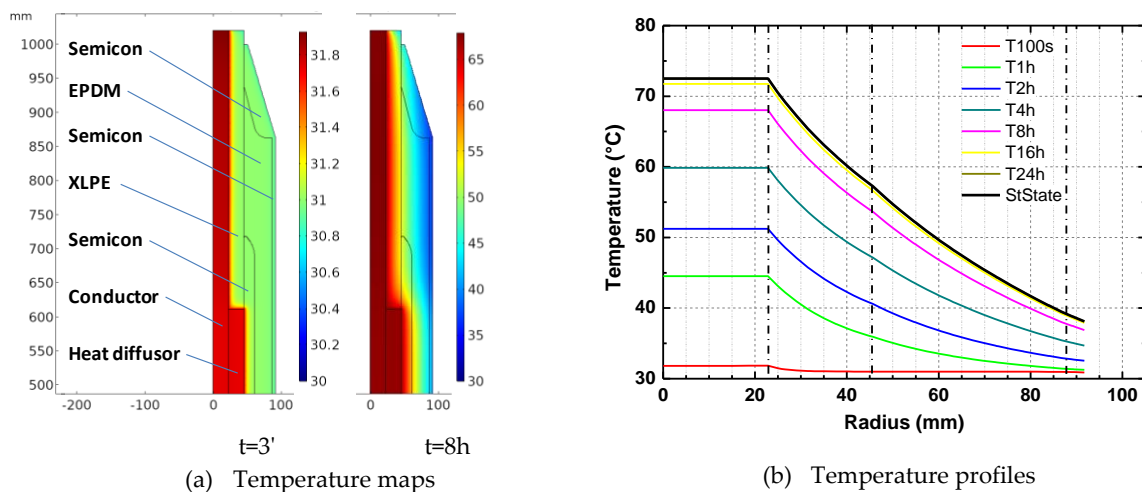 mm
1000
950
900
850
800
750
700
650
600
550
500
-200
-100
0
100
Semicon
EPDM
Semicon
XLPE
Semicon
Conductor
Heat diffusor
31.8
31.6
31.4
31.2
31
30.8
30.6
30.4
30.2
30
0
100
65
60
55
50
45
40
35
30
t=3'
t=8h
(a) Temperature maps
80
70
60
50
40
30
Temperature (°C)
0
20
40
60
80
100
Radius (mm)
T100s
T1h
T2h
T4h
T8h
T16h
T24h
StState
(b) Temperature profiles